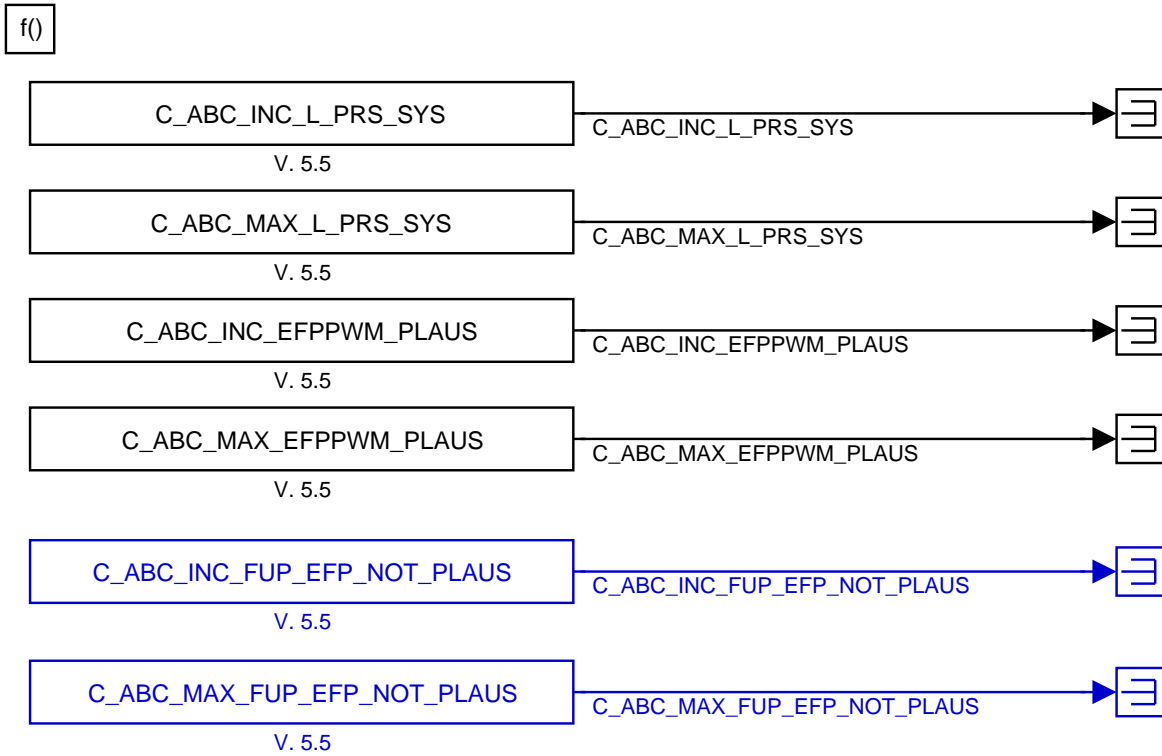 f()
C_ABC_INC_L_PRS_SYS
C_ABC_INC_L_PRS_SYS
V. 5.5
C_ABC_MAX_L_PRS_SYS
C_ABC_MAX_L_PRS_SYS
V. 5.5
C_ABC_INC_EFPPWM_PLAUS
C_ABC_INC_EFPPWM_PLAUS
V. 5.5
C_ABC_MAX_EFPPWM_PLAUS
C_ABC_MAX_EFPPWM_PLAUS
V. 5.5
C_ABC_INC_FUP_EFP_NOT_PLAUS
C_ABC_INC_FUP_EFP_NOT_PLAUS
V. 5.5
C_ABC_MAX_FUP_EFP_NOT_PLAUS
C_ABC_MAX_FUP_EFP_NOT_PLAUS
V. 5.5